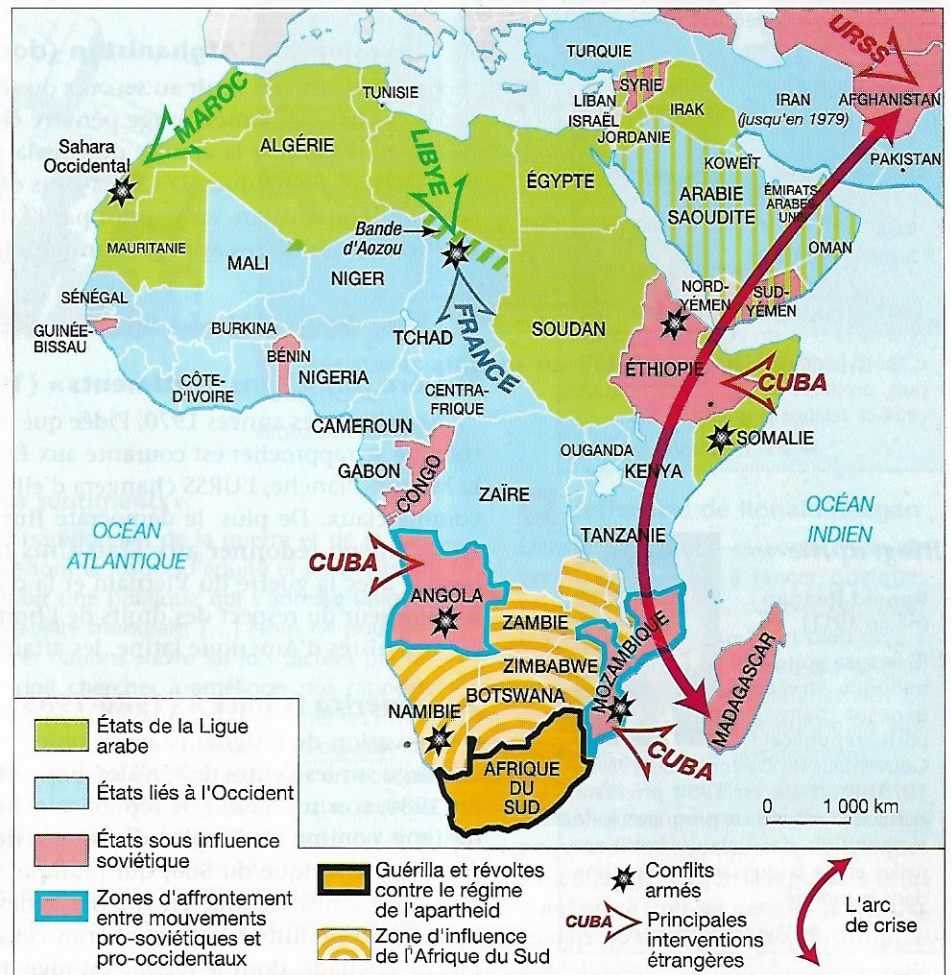 URSS
TURQUIE
SYRIE
LIBAN
ISRAËL
JORDANIE
IRAK
IRAN
(jusqu'en 1979)
AFGHANISTAN
PAKISTAN
KOWEÏT
ARABIE
SAOUDITE
ÉMIRATS
ARABES
UNIS
OMAN
NORD-
YÉMEN
SUD-
YÉMEN
MAROC
TUNISIE
Sahara
Occidental
ALGÉRIE
LIBYE
ÉGYPTE
Bande
d'Aozou
MAURITANIE
MALI
NIGER
SÉNÉGAL
GUINÉE-
BISSAU
BURKINA
BÉNIN
NIGERIA
CÔTE-
D'IVOIRE
TCHAD
FRANCE
SOUDAN
ÉTHIOPIE
CUBA
SOMALIE
CENTRA-
FRIQUE
CAMEROUN
GABON
CONGO
ZAÏRE
OUGANDA
KENYA
TANZANIE
OCÉAN
ATLANTIQUE
OCÉAN
INDIEN
CUBA
ANGOLA
ZAMBIE
ZIMBABWE
MOZAMBIQUE
MADAGASCAR
NAMIBIE
BOTSWANA
CUBA
AFRIQUE
DU
SUD
0 1 000 km
États de la Ligue
arabe
États liés à l'Occident
États sous influence
soviétique
Zones d'affrontement
entre mouvements
pro-soviétiques et
pro-occidentaux
Guérilla et révoltes
contre le régime
de l'apartheid
Zone d'influence
de l'Afrique du Sud
Conflits
armés
CUBA
Principales
interventions
étrangères
L'arc
de crise